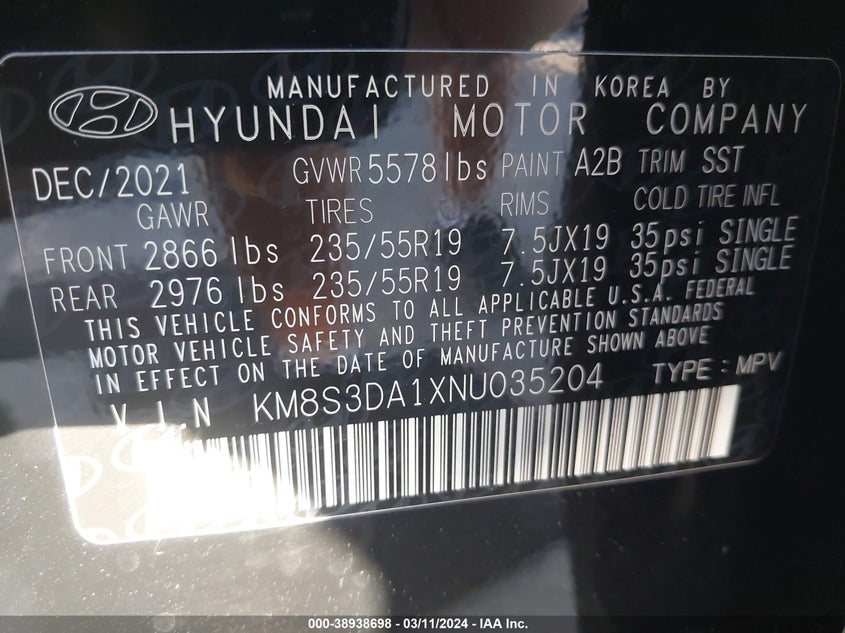 MANUFACTURED IN KOREA BY
HYUNDAI MOTOR COMPANY
DEC/2021 GVWR 5578lbs PAINT A2B TRIM SST
GAWR TIRES RIMS COLD TIRE INFL
FRONT 2866 lbs 235/55R19 7.5JX19 35psi SINGLE
REAR 2976 lbs 235/55R19 7.5JX19 35psi SINGLE
THIS VEHICLE CONFORMS TO ALL APPLICABLE U.S.A. FEDERAL
MOTOR VEHICLE SAFETY AND THEFT PREVENTION STANDARDS
IN EFFECT ON THE DATE OF MANUFACTURE SHOWN ABOVE
V.I.N KM8S3DA1XNU035204 TYPE : MPV
000-38938698 - 03/11/2024 - IAA Inc.